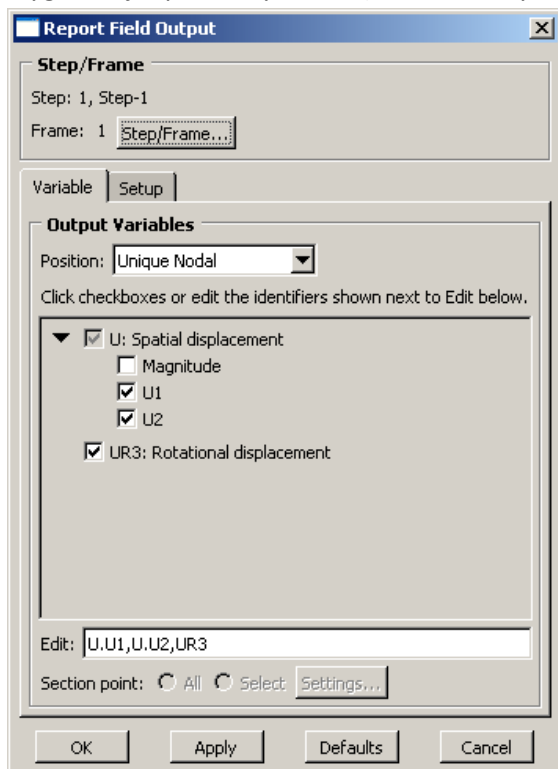 Report Field Output
Step/Frame
Step: 1, Step-1
Frame: 1 Step/Frame...
Variable Setup
Output Variables
Position: Unique Nodal
Click checkboxes or edit the identifiers shown next to Edit below.
U: Spatial displacement
Magnitude
U1
U2
UR3: Rotational displacement
Edit: U.U1,U.U2,UR3
Section point: All Select Settings...
OK Apply Defaults Cancel